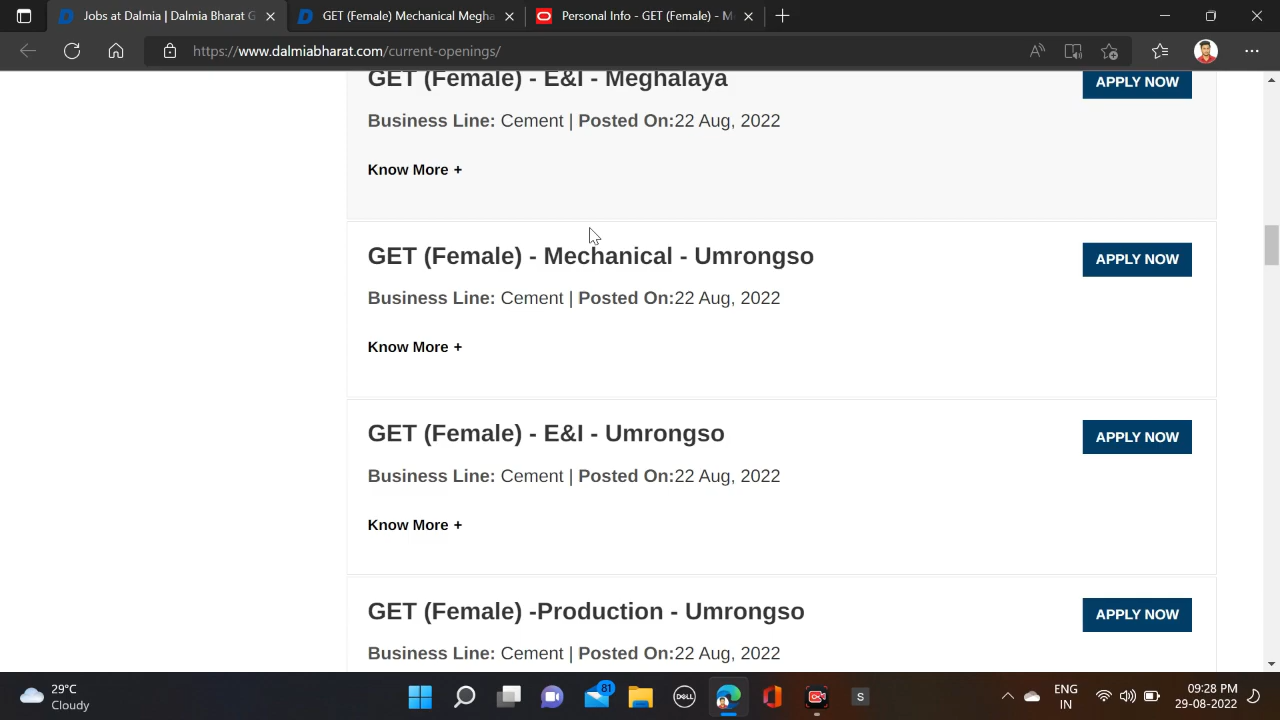 Jobs at Dalmia | Dalmia Bharat G
GET (Female) Mechanical Megha
Personal Info - GET (Female) - M
https://www.dalmiabharat.com/current-openings/
GET (Female) - E&I - Meghalaya
APPLY NOW
Business Line: Cement | Posted On:22 Aug, 2022
Know More +
GET (Female) - Mechanical - Umrongso
APPLY NOW
Business Line: Cement | Posted On:22 Aug, 2022
Know More +
GET (Female) - E&I - Umrongso
APPLY NOW
Business Line: Cement | Posted On:22 Aug, 2022
Know More +
GET (Female) -Production - Umrongso
APPLY NOW
Business Line: Cement | Posted On:22 Aug, 2022
29°C
Cloudy
81
DELL
S
ENG
IN
09:28 PM
29-08-2022